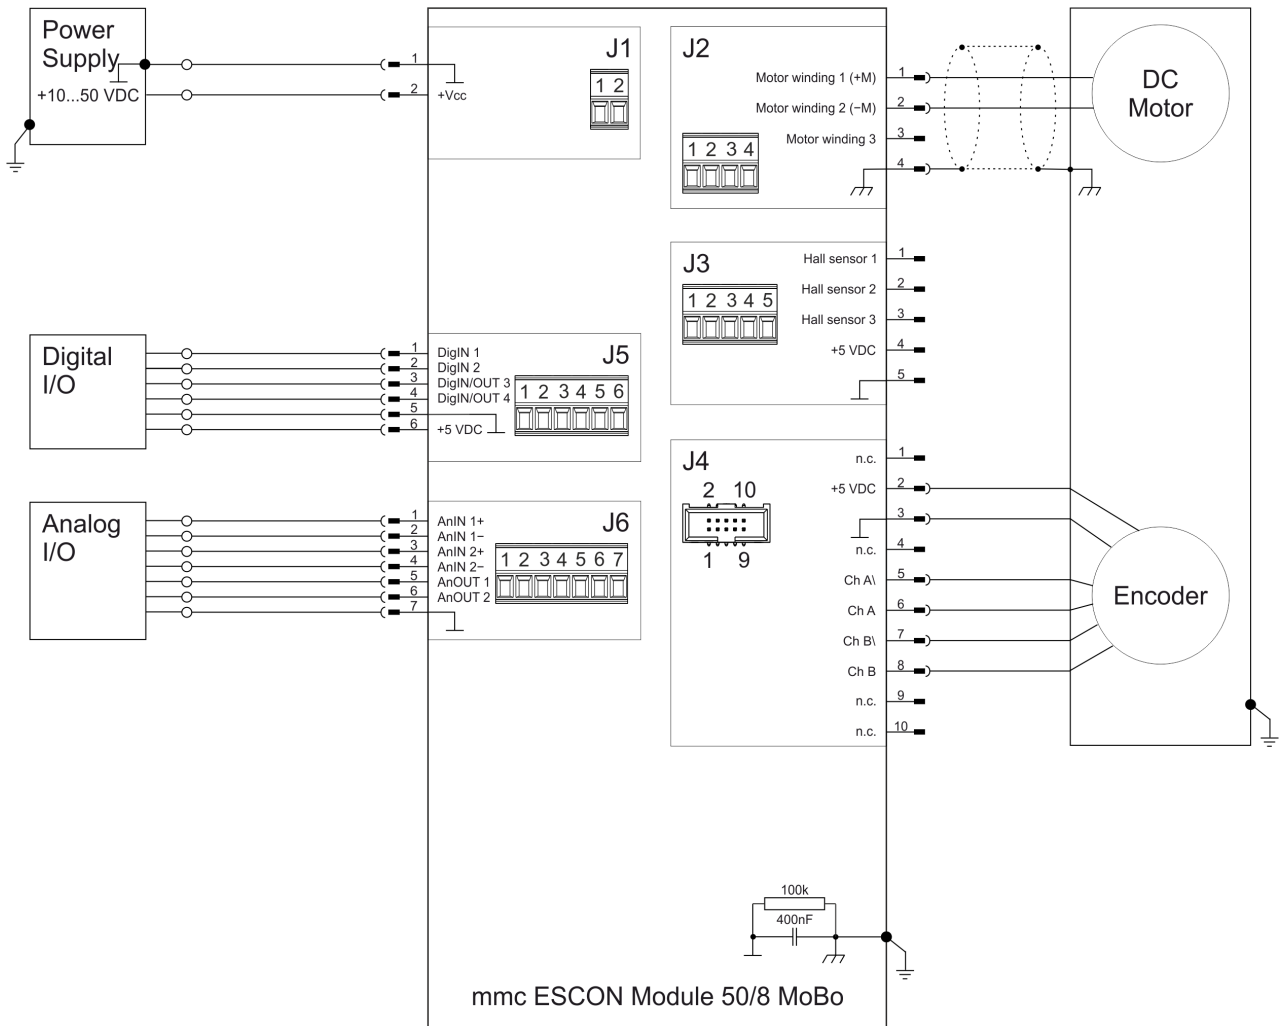 Power
Supply
+10...50 VDC
1
2
+Vcc
J1
1 2
J2
Motor winding 1 (+M)
1
Motor winding 2 (−M)
2
Motor winding 3
3
4
1 2 3 4
DC
Motor
J3
1 2 3 4 5
Hall sensor 1
1
Hall sensor 2
2
Hall sensor 3
3
+5 VDC
4
5
Digital
I/O
1
DigIN 1
2
DigIN 2
3
DigIN/OUT 3
4
DigIN/OUT 4
5
6
+5 VDC
J5
1 2 3 4 5 6
J4
2 10
1 9
n.c.
1
+5 VDC
2
3
n.c.
4
Ch A\
5
Ch A
6
Ch B\
7
Ch B
8
n.c.
9
n.c.
10
Encoder
Analog
I/O
1
AnIN 1+
2
AnIN 1−
3
AnIN 2+
4
AnIN 2−
5
AnOUT 1
6
AnOUT 2
7
J6
1 2 3 4 5 6 7
100k
400nF
mmc ESCON Module 50/8 MoBo